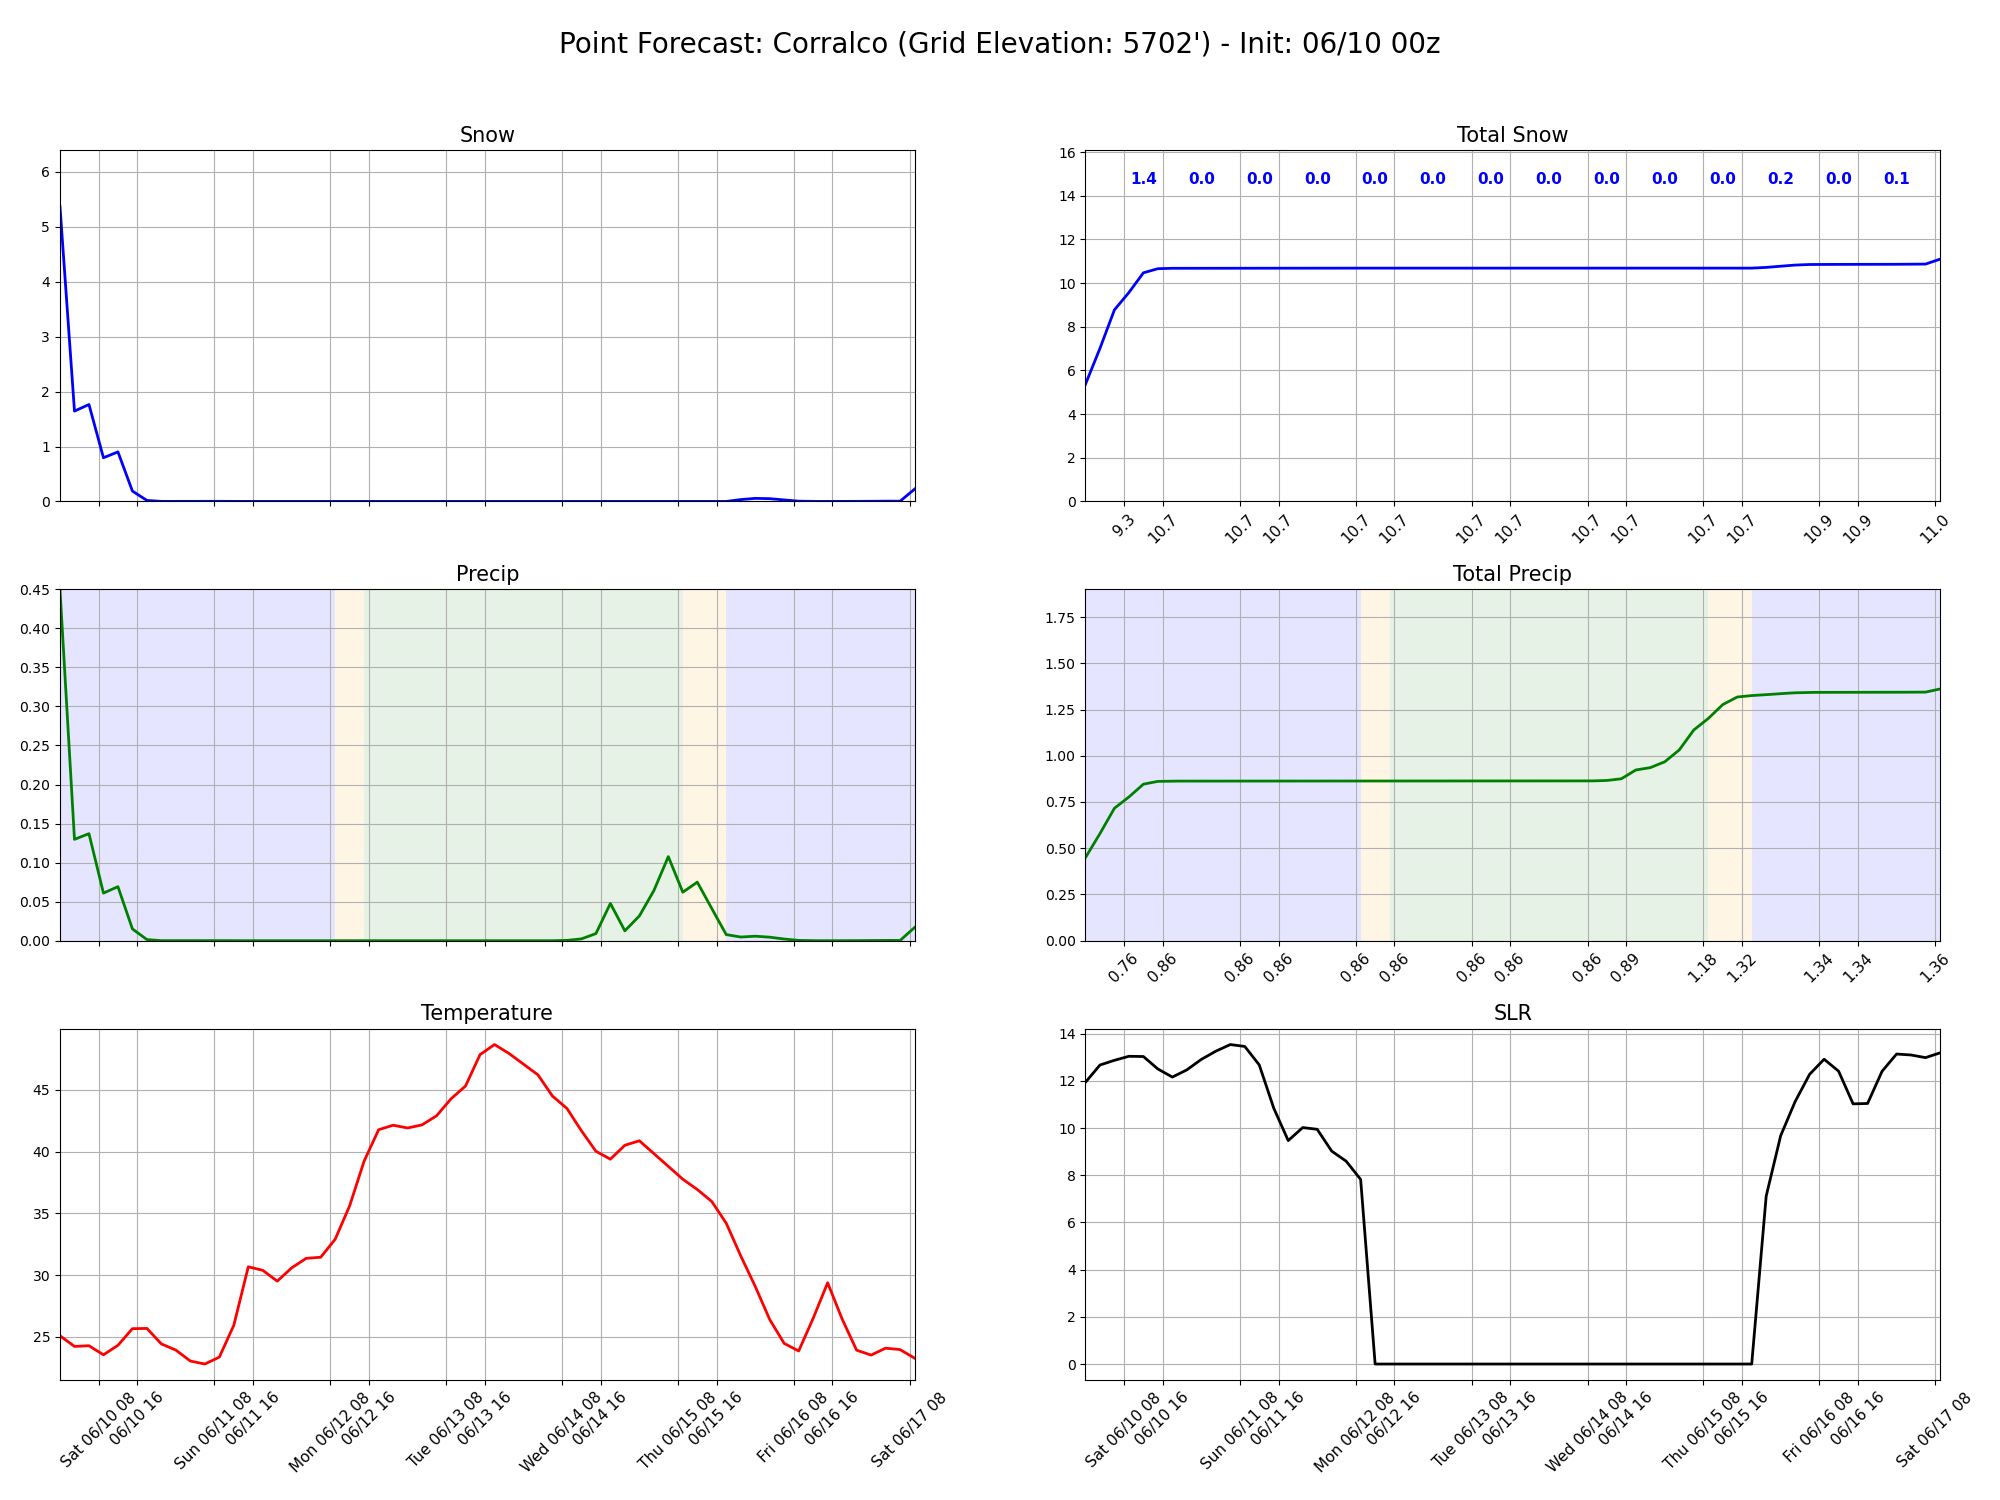 Point Forecast: Corralco (Grid Elevation: 5702') - Init: 06/10 00z
Snow
6
5
4
3
2
1
0
Total Snow
16
14
12
10
8
6
4
2
0
1.4 0.0 0.0 0.0 0.0 0.0 0.0 0.0 0.0 0.0 0.0 0.2 0.0 0.1
9.3 10.7 10.7 10.7 10.7 10.7 10.7 10.7 10.7 10.7 10.7 10.7 10.9 10.9 11.0
Precip
0.45
0.40
0.35
0.30
0.25
0.20
0.15
0.10
0.05
0.00
Total Precip
1.75
1.50
1.25
1.00
0.75
0.50
0.25
0.00
0.76 0.86 0.86 0.86 0.86 0.86 0.86 0.86 0.86 0.89 1.18 1.32 1.34 1.34 1.36
Temperature
45
40
35
30
25
Sat 06/10 08
06/10 16
Sun 06/11 08
06/11 16
Mon 06/12 08
06/12 16
Tue 06/13 08
06/13 16
Wed 06/14 08
06/14 16
Thu 06/15 08
06/15 16
Fri 06/16 08
06/16 16
Sat 06/17 08
SLR
14
12
10
8
6
4
2
0
Sat 06/10 08
06/10 16
Sun 06/11 08
06/11 16
Mon 06/12 08
06/12 16
Tue 06/13 08
06/13 16
Wed 06/14 08
06/14 16
Thu 06/15 08
06/15 16
Fri 06/16 08
06/16 16
Sat 06/17 08